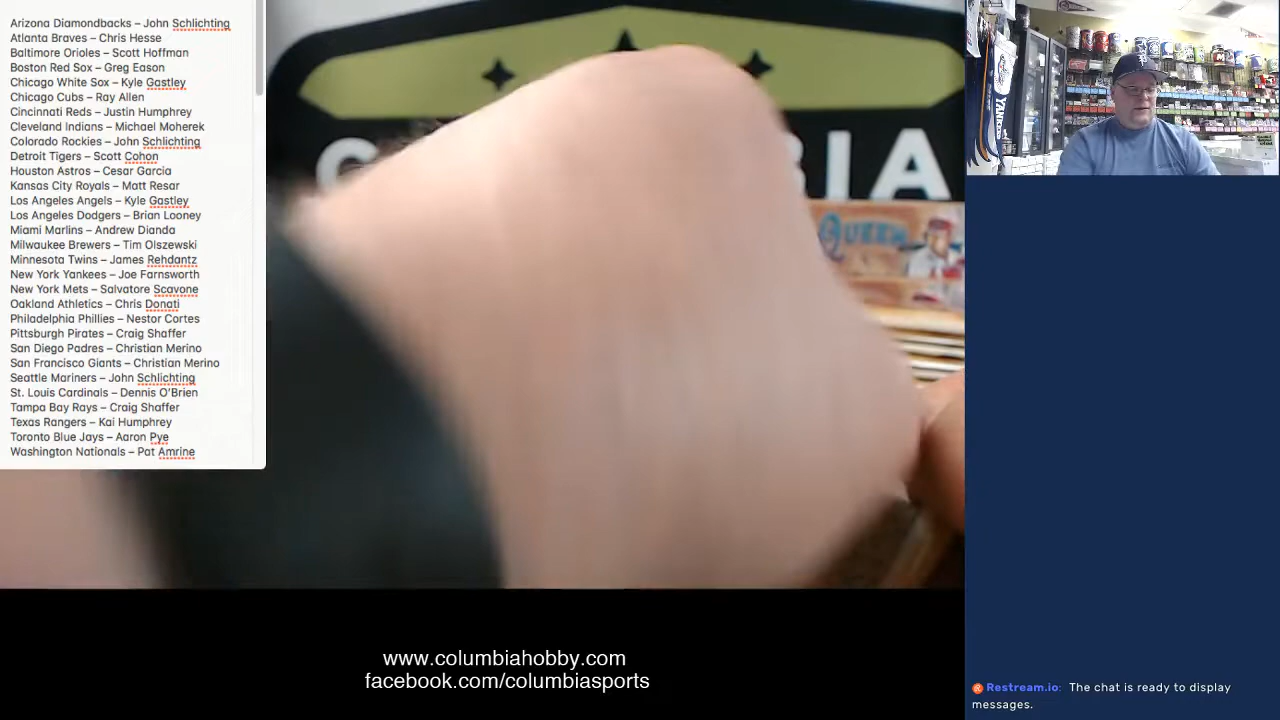 Arizona Diamondbacks – John Schlichting
Atlanta Braves – Chris Hesse
Baltimore Orioles – Scott Hoffman
Boston Red Sox – Greg Eason
Chicago White Sox – Kyle Gastley
Chicago Cubs – Ray Allen
Cincinnati Reds – Justin Humphrey
Cleveland Indians – Michael Moherek
Colorado Rockies – John Schlichting
Detroit Tigers – Scott Cohon
Houston Astros – Cesar Garcia
Kansas City Royals – Matt Resar
Los Angeles Angels – Kyle Gastley
Los Angeles Dodgers – Brian Looney
Miami Marlins – Andrew Dianda
Milwaukee Brewers – Tim Olszewski
Minnesota Twins – James Rehdantz
New York Yankees – Joe Farnsworth
New York Mets – Salvatore Scavone
Oakland Athletics – Chris Donati
Philadelphia Phillies – Nestor Cortes
Pittsburgh Pirates – Craig Shaffer
San Diego Padres – Christian Merino
San Francisco Giants – Christian Merino
Seattle Mariners – John Schlichting
St. Louis Cardinals – Dennis O'Brien
Tampa Bay Rays – Craig Shaffer
Texas Rangers – Kai Humphrey
Toronto Blue Jays – Aaron Pye
Washington Nationals – Pat Amrine
QUEEN
www.columbiahobby.com
facebook.com/columbiasports
Restream.io: The chat is ready to display
messages.